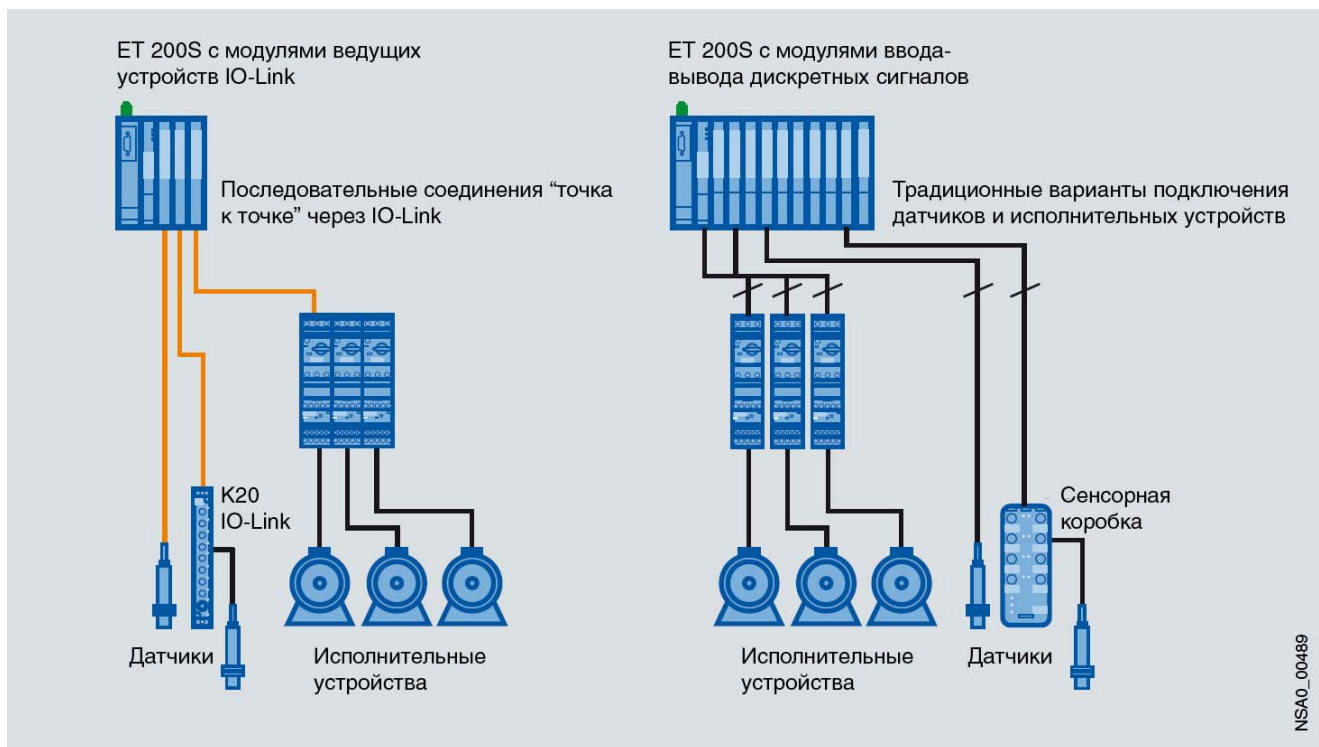 ET 200S с модулями ведущих
устройств IO-Link
Последовательные соединения “точка
к точке” через IO-Link
K20
IO-Link
Датчики
Исполнительные
устройства
ET 200S с модулями ввода-
вывода дискретных сигналов
Традиционные варианты подключения
датчиков и исполнительных устройств
Сенсорная
коробка
Исполнительные
устройства
Датчики
NSA0_00489